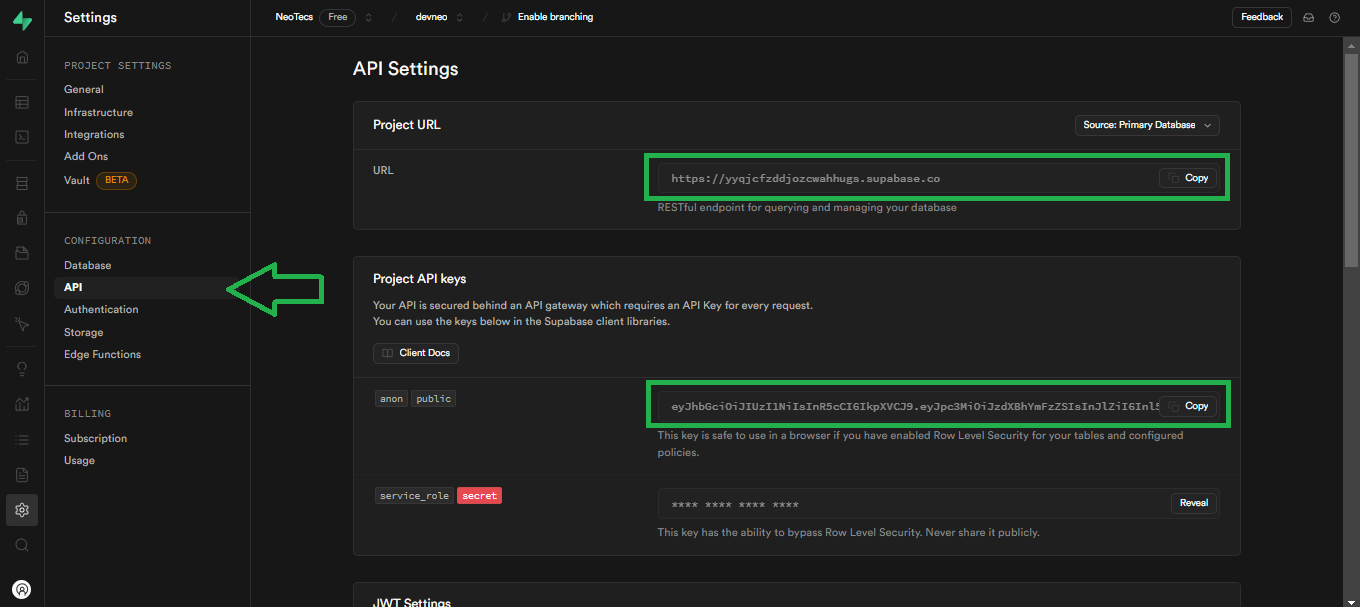 Settings
NeoTecs Free / devneo / Enable branching
Feedback
PROJECT SETTINGS
General
Infrastructure
Integrations
Add Ons
Vault BETA
CONFIGURATION
Database
API
Authentication
Storage
Edge Functions
BILLING
Subscription
Usage
API Settings
Project URL
Source: Primary Database
URL
https://yyqjcfzddjozcwahhugs.supabase.co
Copy
RESTful endpoint for querying and managing your database
Project API keys
Your API is secured behind an API gateway which requires an API Key for every request.
You can use the keys below in the Supabase client libraries.
Client Docs
anon public
eyJhbGciOiJIUzI1NiIsInR5cCI6IkpXVCJ9.eyJpc3MiOiJzdXBhYmFzZSIsInJlZiI6Inl5
Copy
This key is safe to use in a browser if you have enabled Row Level Security for your tables and configured
policies.
service_role secret
**** **** **** ****
Reveal
This key has the ability to bypass Row Level Security. Never share it publicly.
JWT Settings